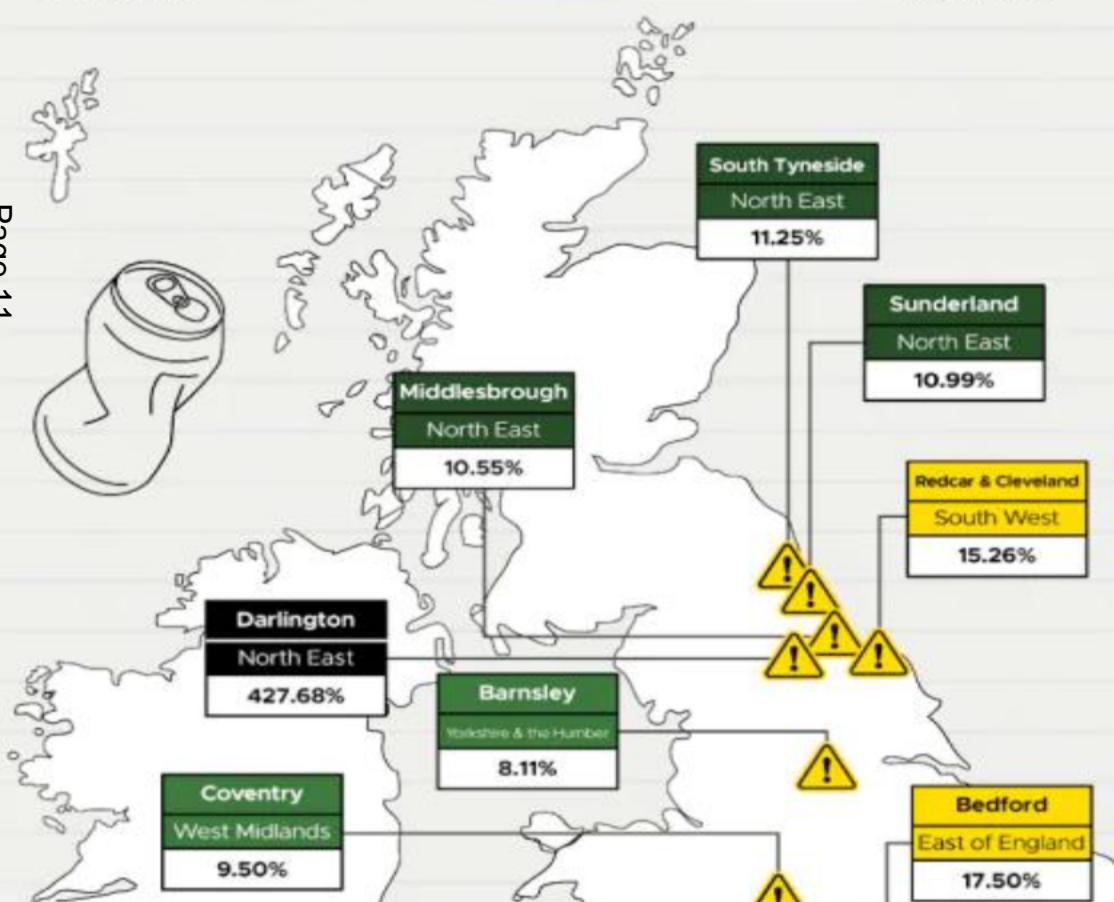 Page 11
South Tyneside
North East
11.25%
Sunderland
North East
10.99%
Middlesbrough
North East
10.55%
Redcar & Cleveland
South West
15.26%
Darlington
North East
427.68%
Barnsley
Yorkshire & the Humber
8.11%
Coventry
West Midlands
9.50%
Bedford
East of England
17.50%